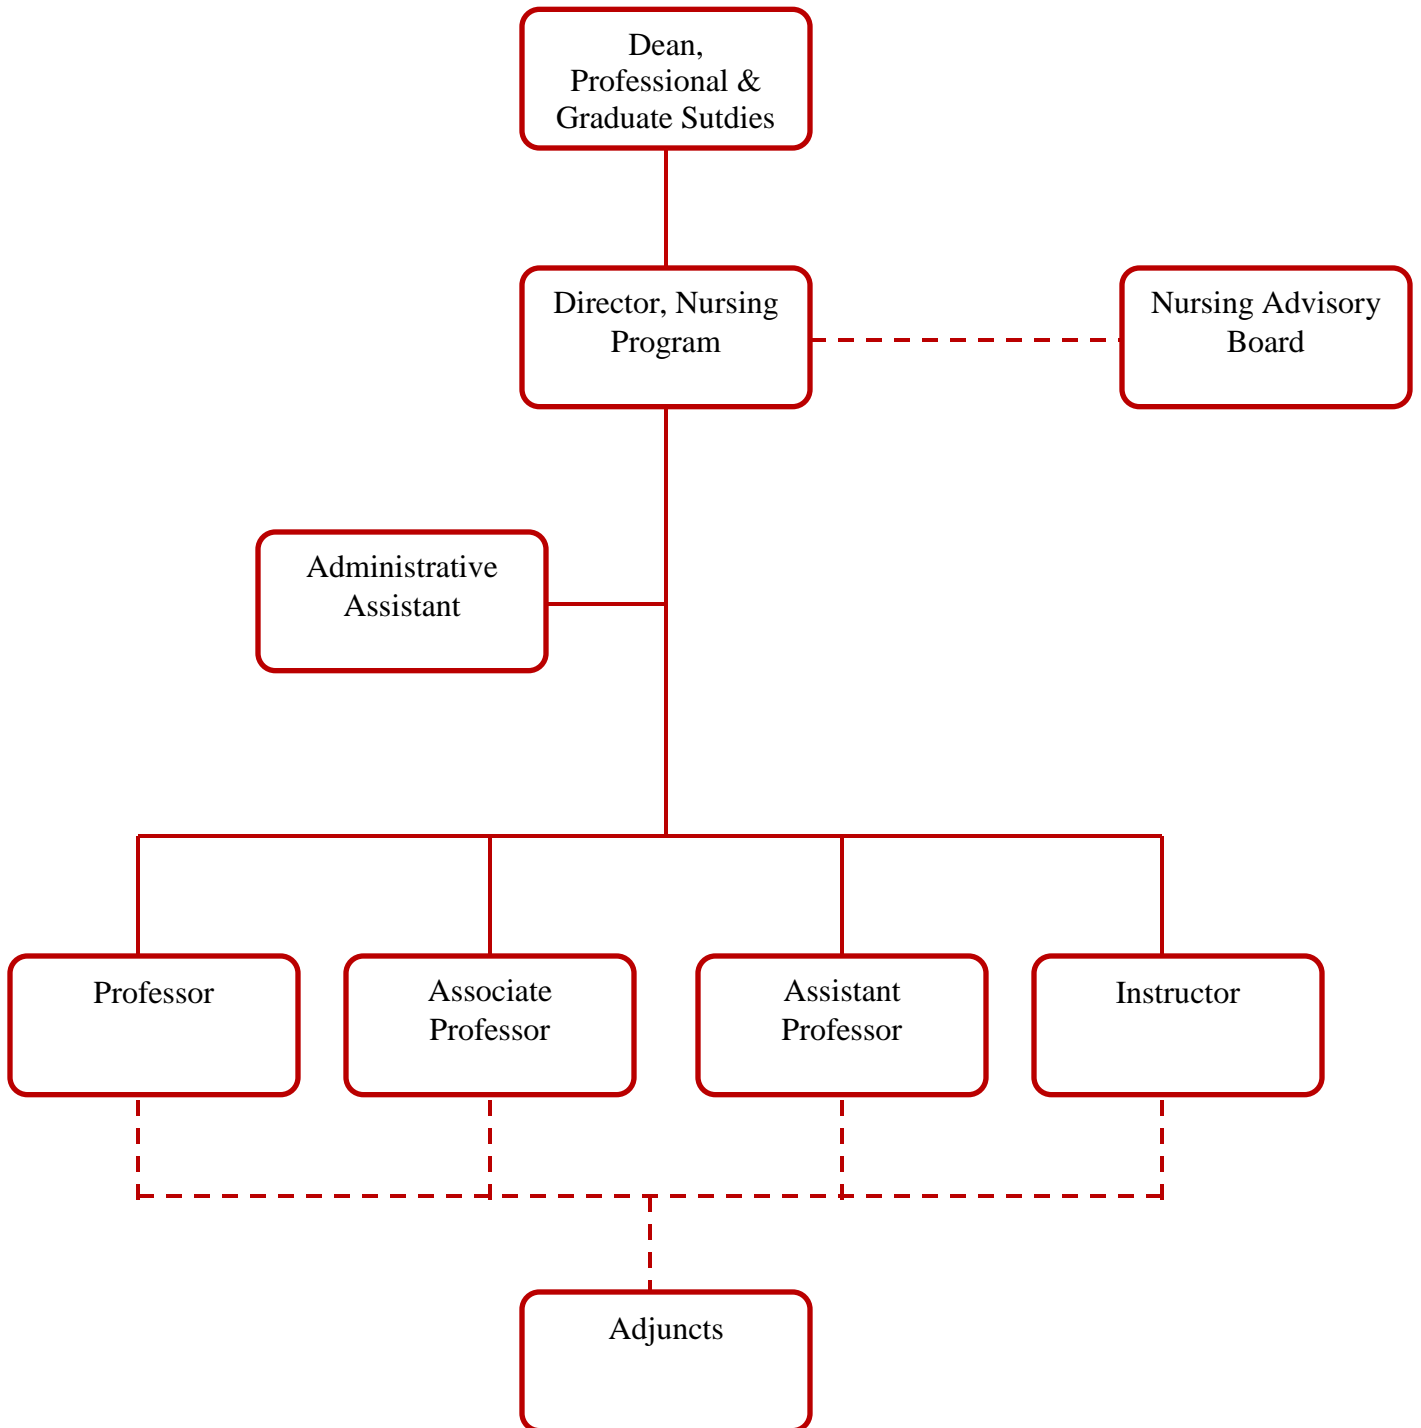 Dean,
Professional &
Graduate Sutdies
Director, Nursing
Program
Nursing Advisory
Board
Administrative
Assistant
Professor
Associate
Professor
Assistant
Professor
Instructor
Adjuncts